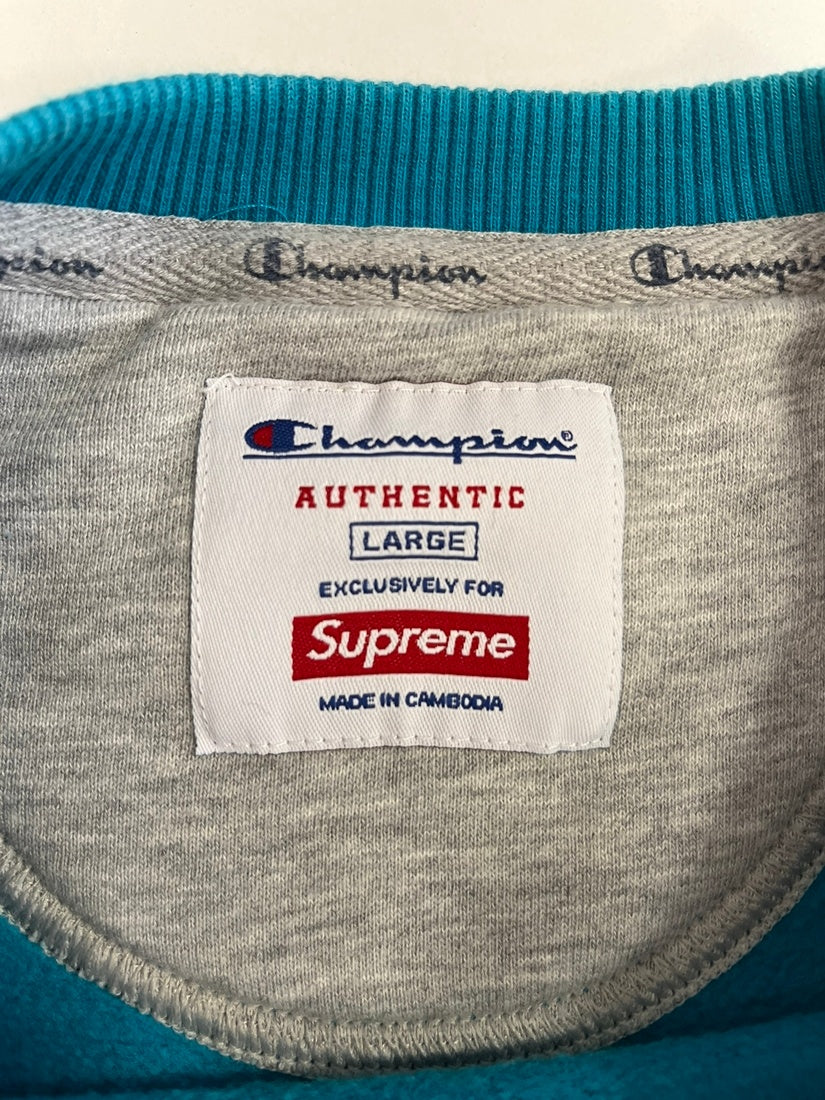 Champion Champion Champion
Champion®
AUTHENTIC
LARGE
EXCLUSIVELY FOR
Supreme
MADE IN CAMBODIA